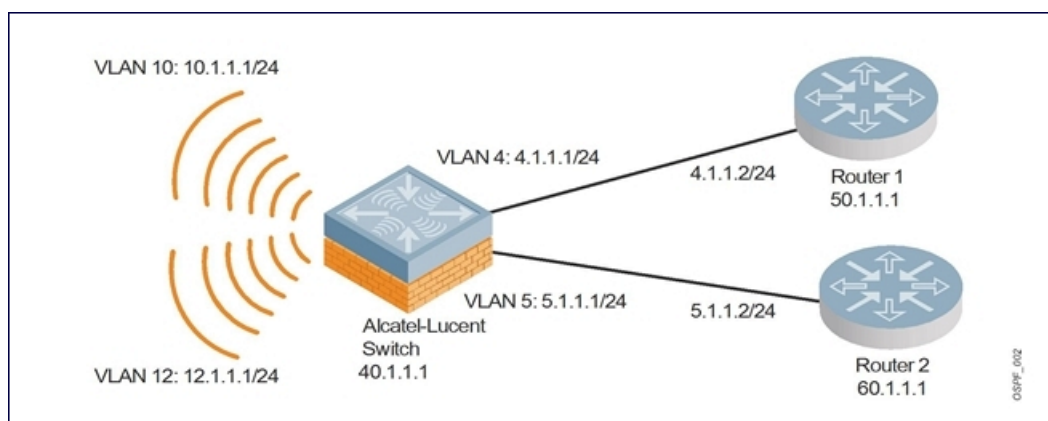 VLAN 10: 10.1.1.1/24
VLAN 4: 4.1.1.1/24
4.1.1.2/24
Router 1
50.1.1.1
VLAN 5: 5.1.1.1/24
5.1.1.2/24
Alcatel-Lucent
Switch
40.1.1.1
Router 2
60.1.1.1
VLAN 12: 12.1.1.1/24
OSPF_002